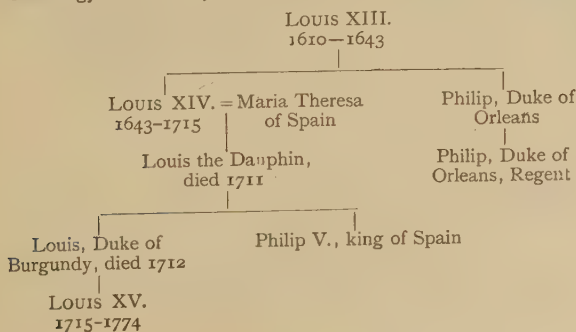 LOUIS XIII.
1610—1643
LOUIS XIV. = Maria Theresa
1643-1715 of Spain
Philip, Duke of
Orleans
Louis the Dauphin,
died 1711
Philip, Duke of
Orleans, Regent
Louis, Duke of
Burgundy, died 1712
Philip V., king of Spain
LOUIS XV.
1715-1774